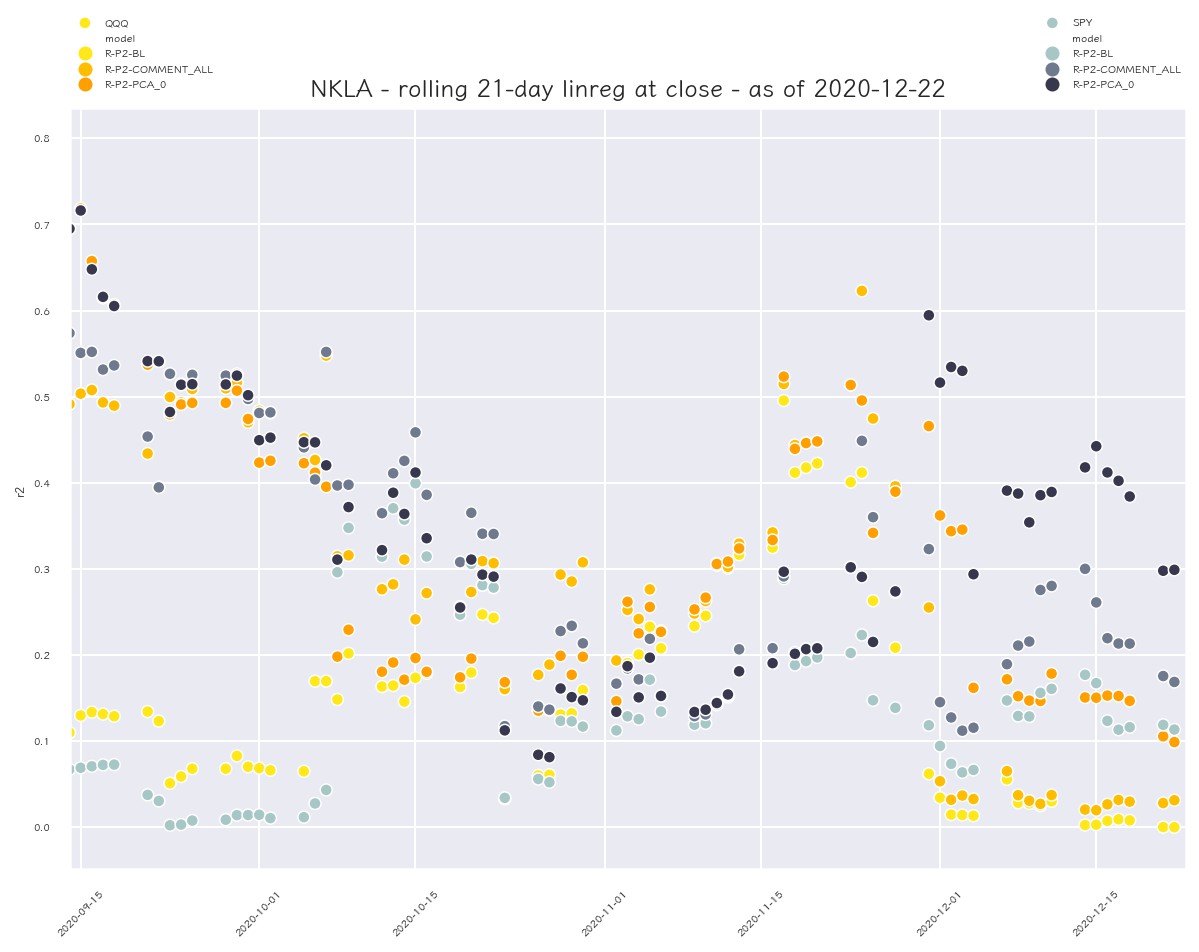 QQQ
model
R-P2-BL
R-P2-COMMENT_ALL
R-P2-PCA_0
SPY
model
R-P2-BL
R-P2-COMMENT_ALL
R-P2-PCA_0
NKLA - rolling 21-day linreg at close - as of 2020-12-22
0.8
0.7
0.6
0.5
0.4
0.3
0.2
0.1
0.0
r2
2020-09-15
2020-10-01
2020-10-15
2020-11-01
2020-11-15
2020-12-01
2020-12-15